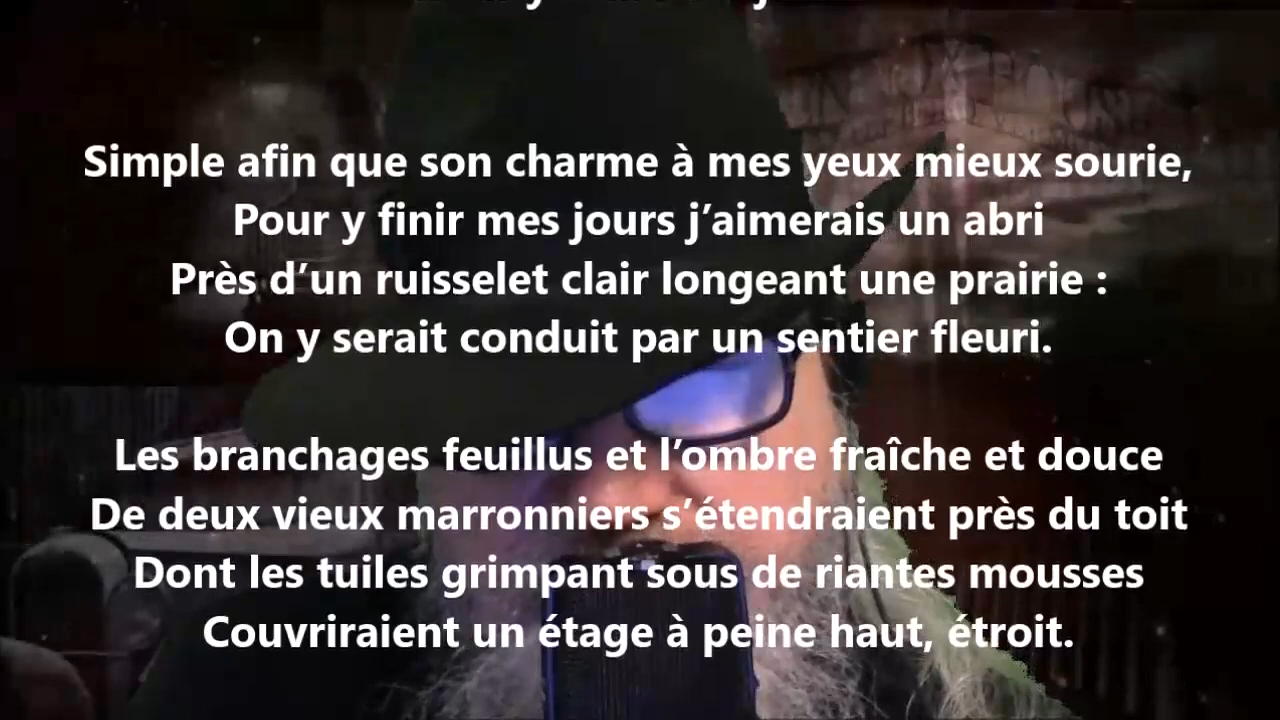 Simple afin que son charme à mes yeux mieux sourie,
Pour y finir mes jours j’aimerais un abri
Près d’un ruisselet clair longeant une prairie :
On y serait conduit par un sentier fleuri.
Les branchages feuillus et l’ombre fraîche et douce
De deux vieux marronniers s’étendraient près du toit
Dont les tuiles grimpant sous de riantes mousses
Couvriraient un étage à peine haut, étroit.